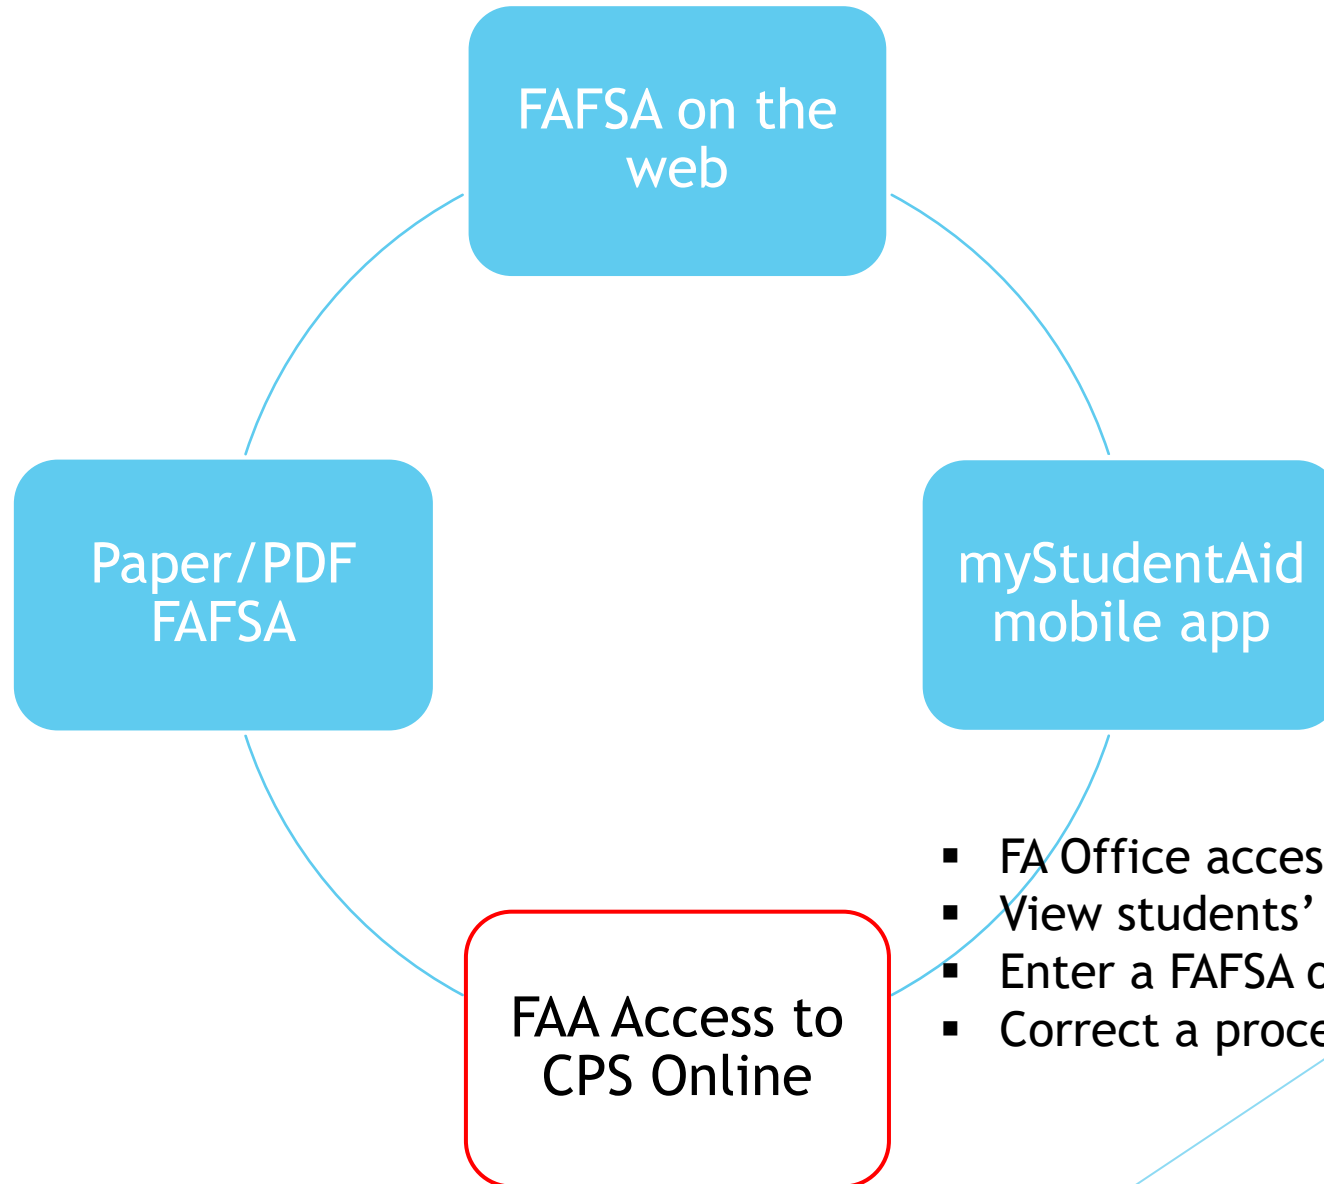 FAFSA on the
web
Paper/PDF
FAFSA
myStudentAid
mobile app
▪ FA Office
▪ View students’
▪ Enter a FAFSA
▪ Correct a
FAA Access to
CPS Online